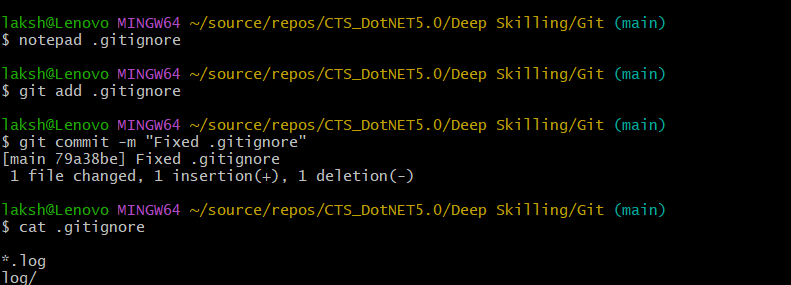 laksh@Lenovo MINGW64 ~/source/repos/CTS_DotNET5.0/Deep Skilling/Git (main)
$ notepad .gitignore
laksh@Lenovo MINGW64 ~/source/repos/CTS_DotNET5.0/Deep Skilling/Git (main)
$ git add .gitignore
laksh@Lenovo MINGW64 ~/source/repos/CTS_DotNET5.0/Deep Skilling/Git (main)
$ git commit -m "Fixed .gitignore"
[main 79a38be] Fixed .gitignore
 1 file changed, 1 insertion(+), 1 deletion(-)
laksh@Lenovo MINGW64 ~/source/repos/CTS_DotNET5.0/Deep Skilling/Git (main)
$ cat .gitignore
*.log
log/